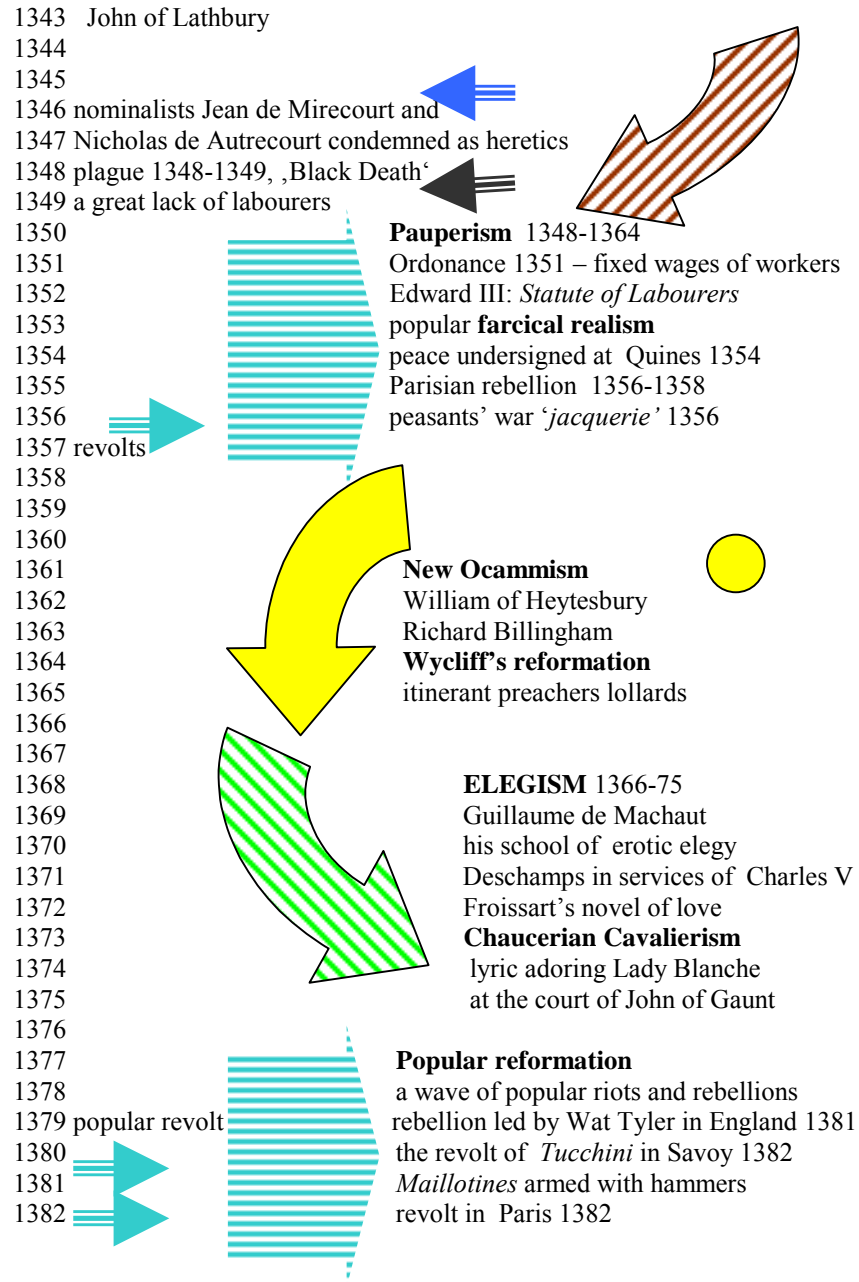 1343 John of Lathbury
1344
1345
1346 nominalists Jean de Mirecourt and
1347 Nicholas de Autrecourt condemned as heretics
1348 plague 1348-1349, ‚Black Death‘
1349 a great lack of labourers
1350 Pauperism 1348-1364
1351 Ordonance 1351 – fixed wages of workers
1352 Edward III: Statute of Labourers
1353 popular farcical realism
1354 peace undersigned at Quines 1354
1355 Parisian rebellion 1356-1358
1356 peasants’ war ‘jacquerie’ 1356
1357 revolts
1358
1359
1360
1361 New Ocammism
1362 William of Heytesbury
1363 Richard Billingham
1364 Wycliff’s reformation
1365 itinerant preachers lollards
1366
1367
1368 ELEGISM 1366-75
1369 Guillaume de Machaut
1370 his school of erotic elegy
1371 Deschamps in services of Charles V
1372 Froissart’s novel of love
1373 Chaucerian Cavalierism
1374 lyric adoring Lady Blanche
1375 at the court of John of Gaunt
1376
1377 Popular reformation
1378 a wave of popular riots and rebellions
1379 popular revolt rebellion led by Wat Tyler in England 1381
1380 the revolt of Tucchini in Savoy 1382
1381 Maillotines armed with hammers
1382 revolt in Paris 1382